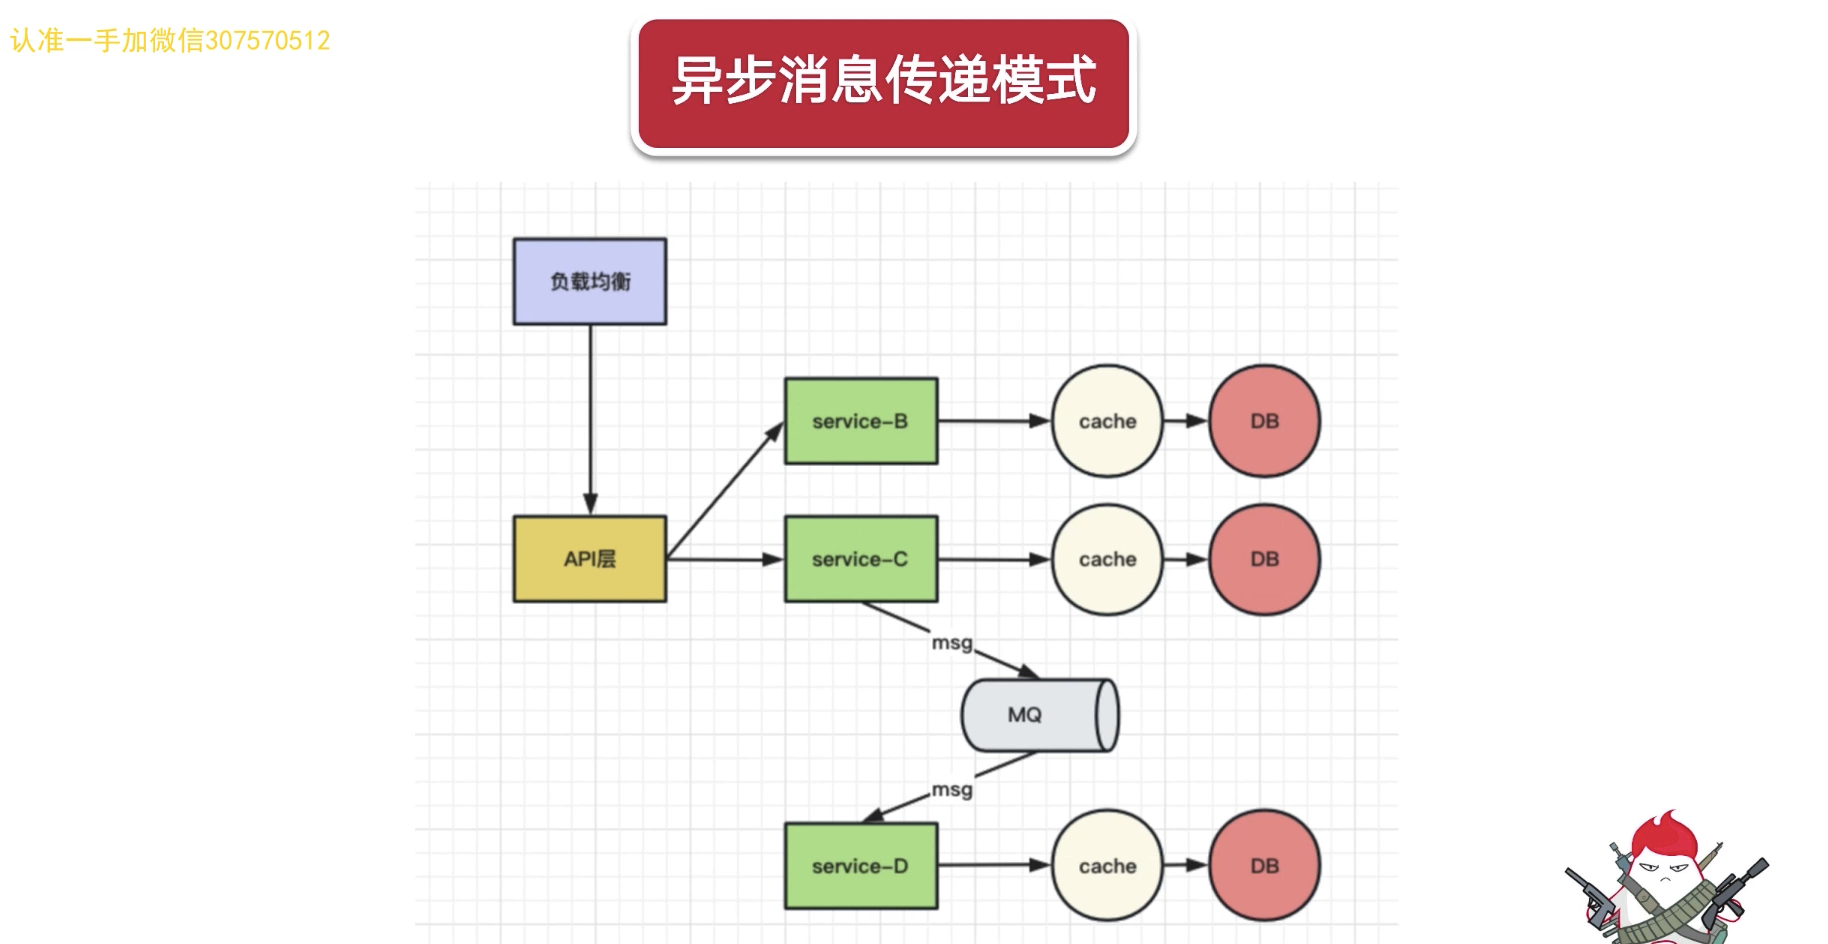 认准一手加微信307570512
异步消息传递模式
负载均衡
service-B
cache
DB
API层
service-C
cache
DB
msg
MQ
msg
service-D
cache
DB